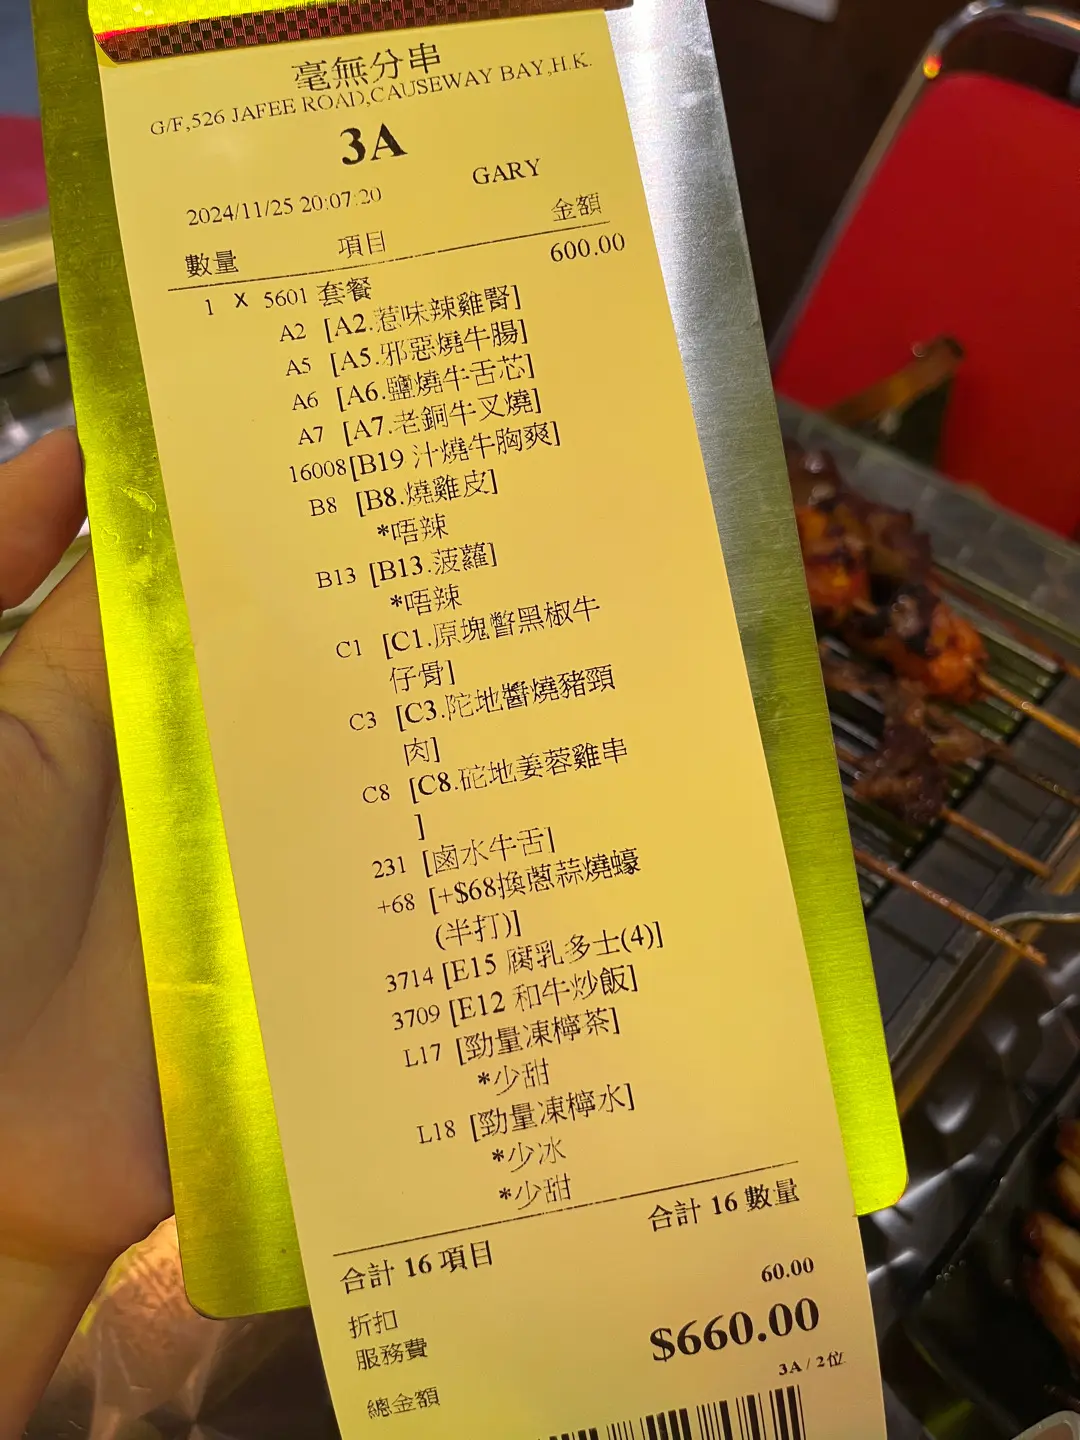 毫無分串
G/F,526 JAFEE ROAD,CAUSEWAY BAY,H.K.
3A
2024/11/25 20:07:20 GARY
數量 項目 金額
1 X 5601 套餐 600.00
A2 [A2.惹味辣雞腎]
A5 [A5.邪惡燒牛腸]
A6 [A6.鹽燒牛舌芯]
A7 [A7.老銅牛叉燒]
16008[B19 汁燒牛胸爽]
B8 [B8.燒雞皮]
*唔辣
B13 [B13.菠蘿]
*唔辣
C1 [C1.原塊瞥黑椒牛
仔骨]
C3 [C3.陀地醬燒豬頸
肉]
C8 [C8.砣地姜蓉雞串
]
231 [鹵水牛舌]
+68 [+$68換蔥蒜燒蠔
(半打)]
3714 [E15 腐乳多士(4)]
3709 [E12 和牛炒飯]
L17 [勁量凍檸茶]
*少甜
L18 [勁量凍檸水]
*少冰
*少甜
合計 16 項目 合計 16 數量
折扣
服務費 60.00
總金額 $660.00
3A / 2位